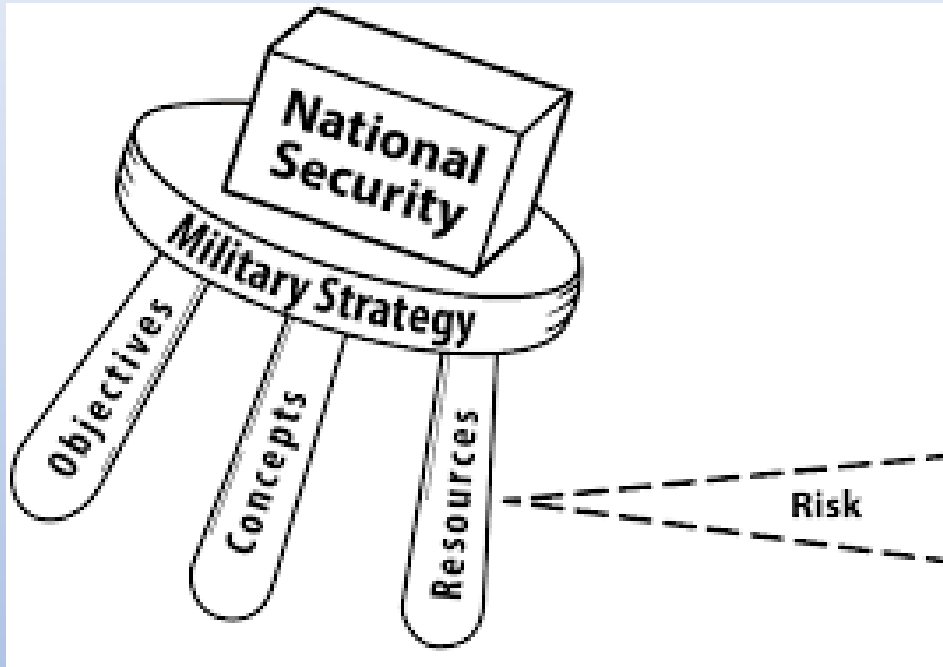 National
Security
Military Strategy
Objectives
Concepts
Resources
Risk